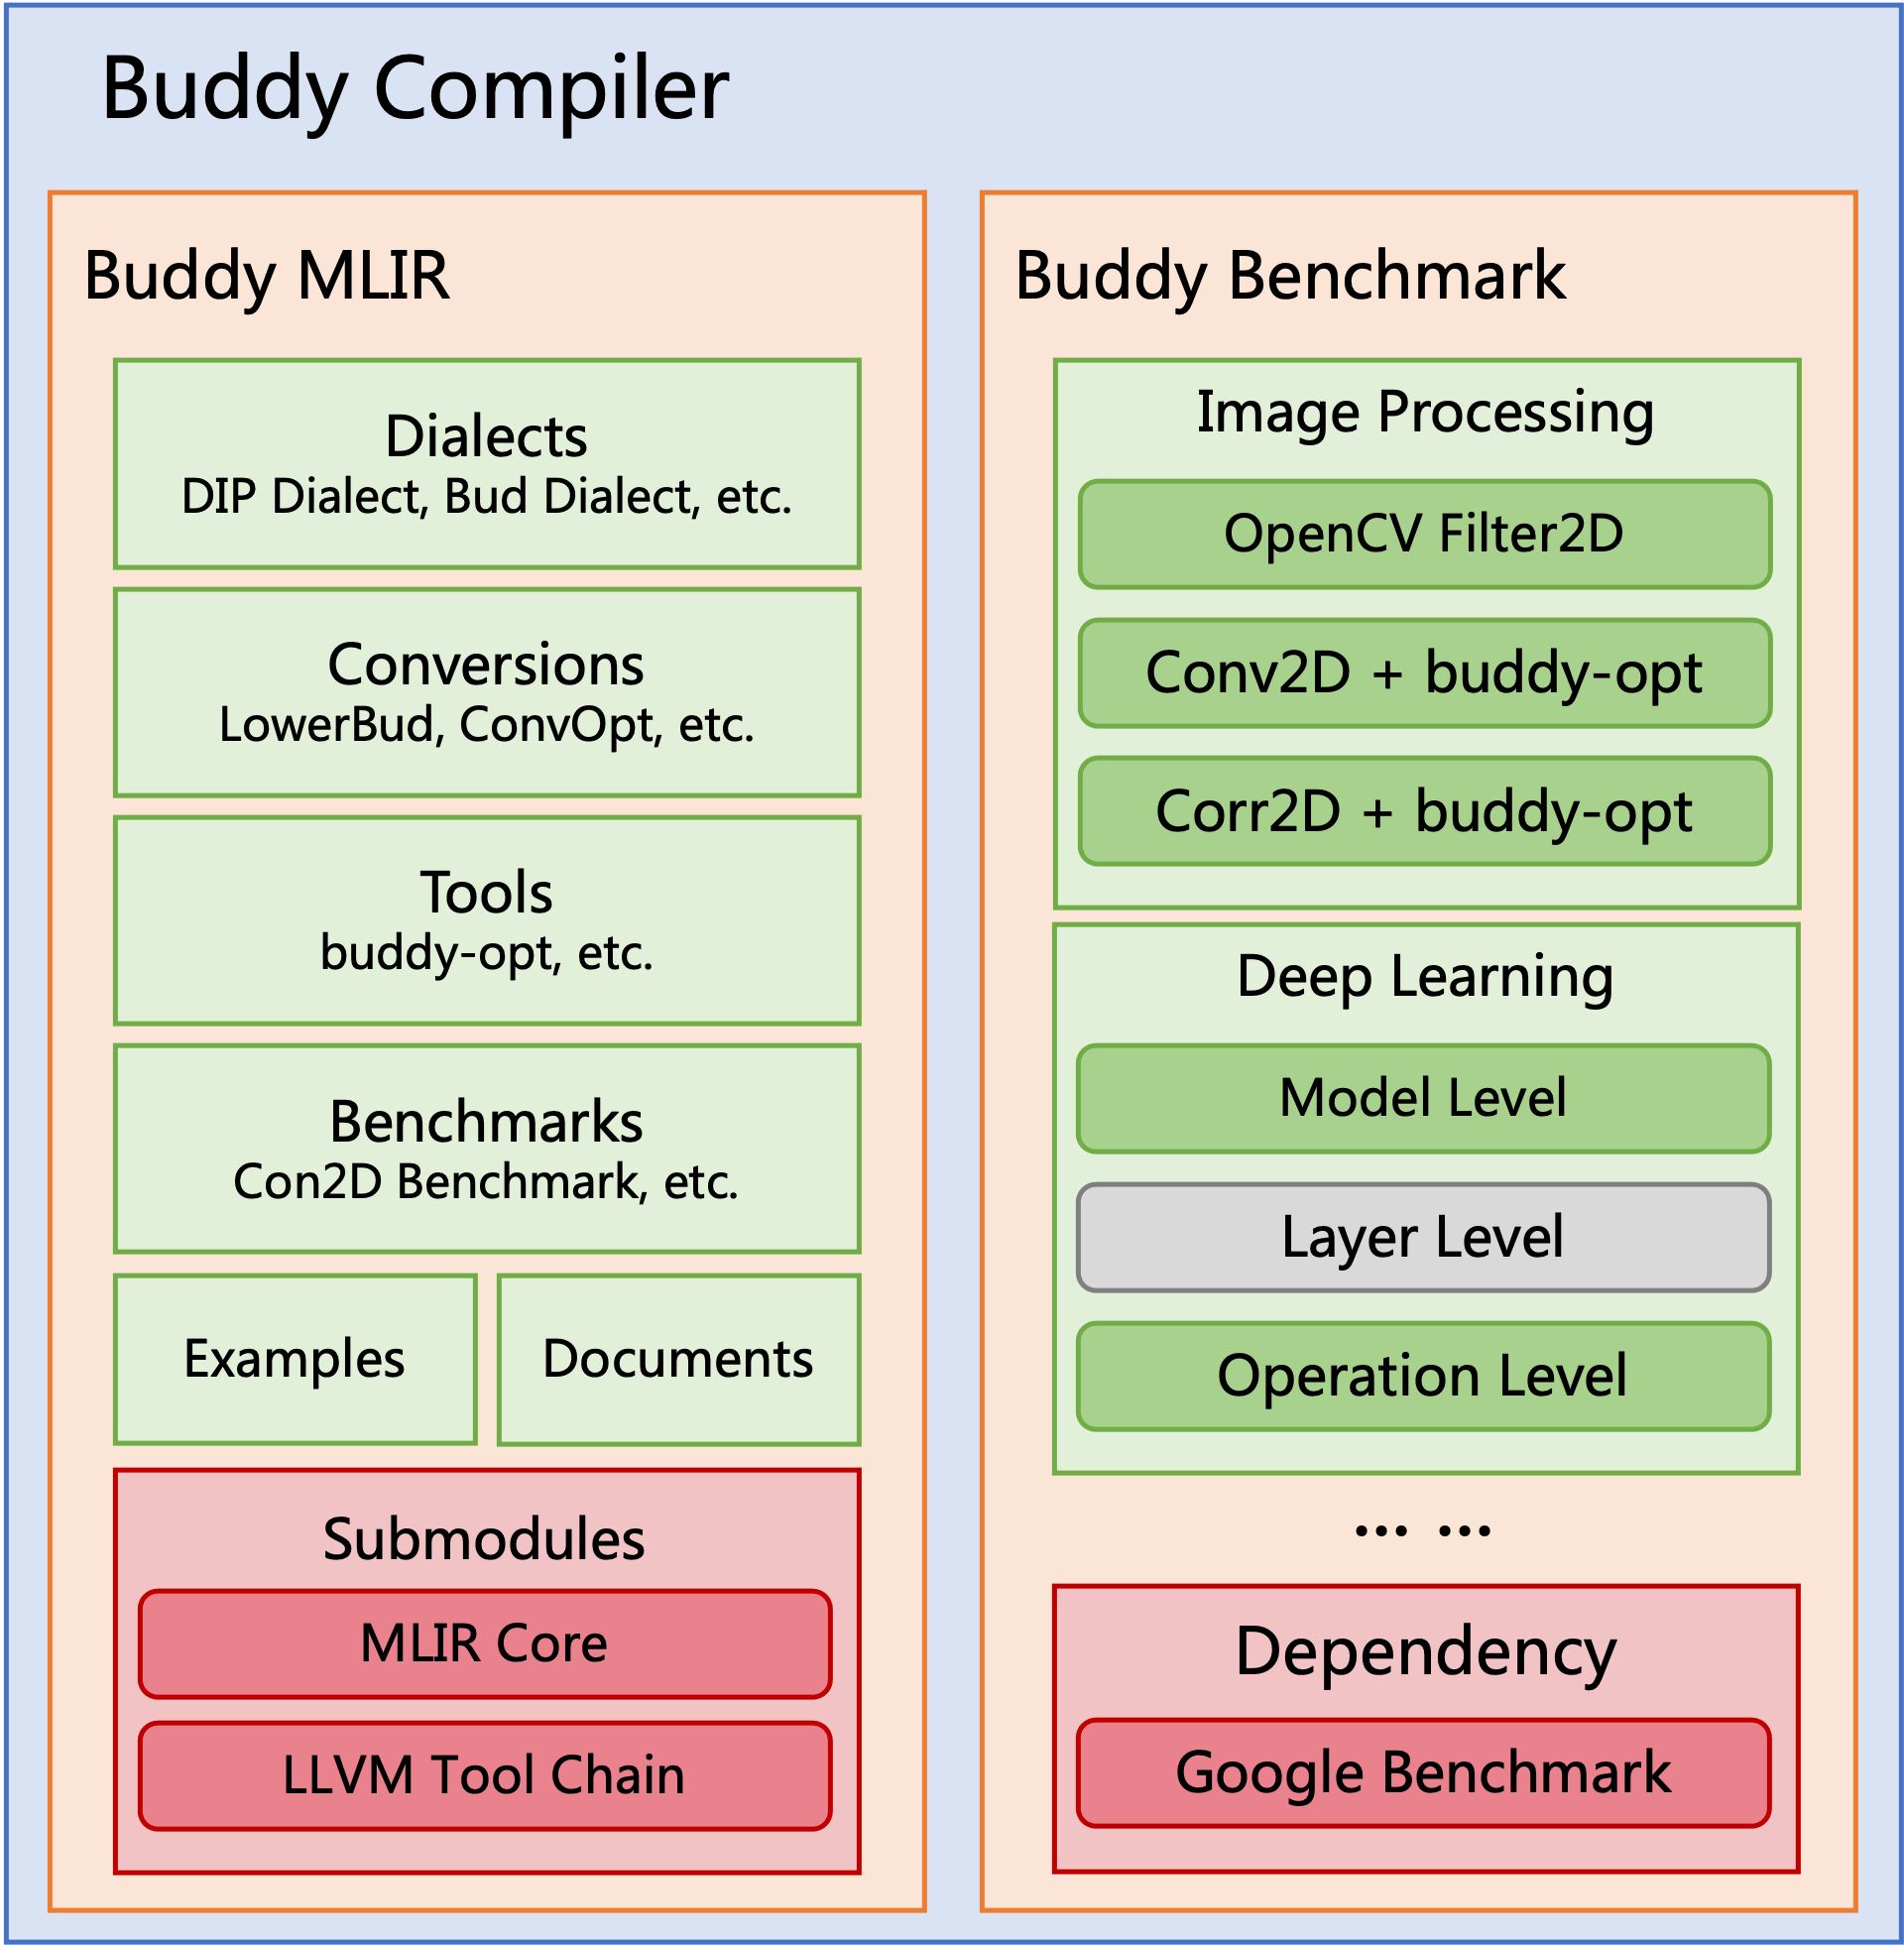 Buddy Compiler
Buddy MLIR
Dialects
DIP Dialect, Bud Dialect, etc.
Conversions
LowerBud, ConvOpt, etc.
Tools
buddy-opt, etc.
Benchmarks
Con2D Benchmark, etc.
Examples
Documents
Submodules
MLIR Core
LLVM Tool Chain
Buddy Benchmark
Image Processing
OpenCV Filter2D
Conv2D + buddy-opt
Corr2D + buddy-opt
Deep Learning
Model Level
Layer Level
Operation Level
... ...
Dependency
Google Benchmark